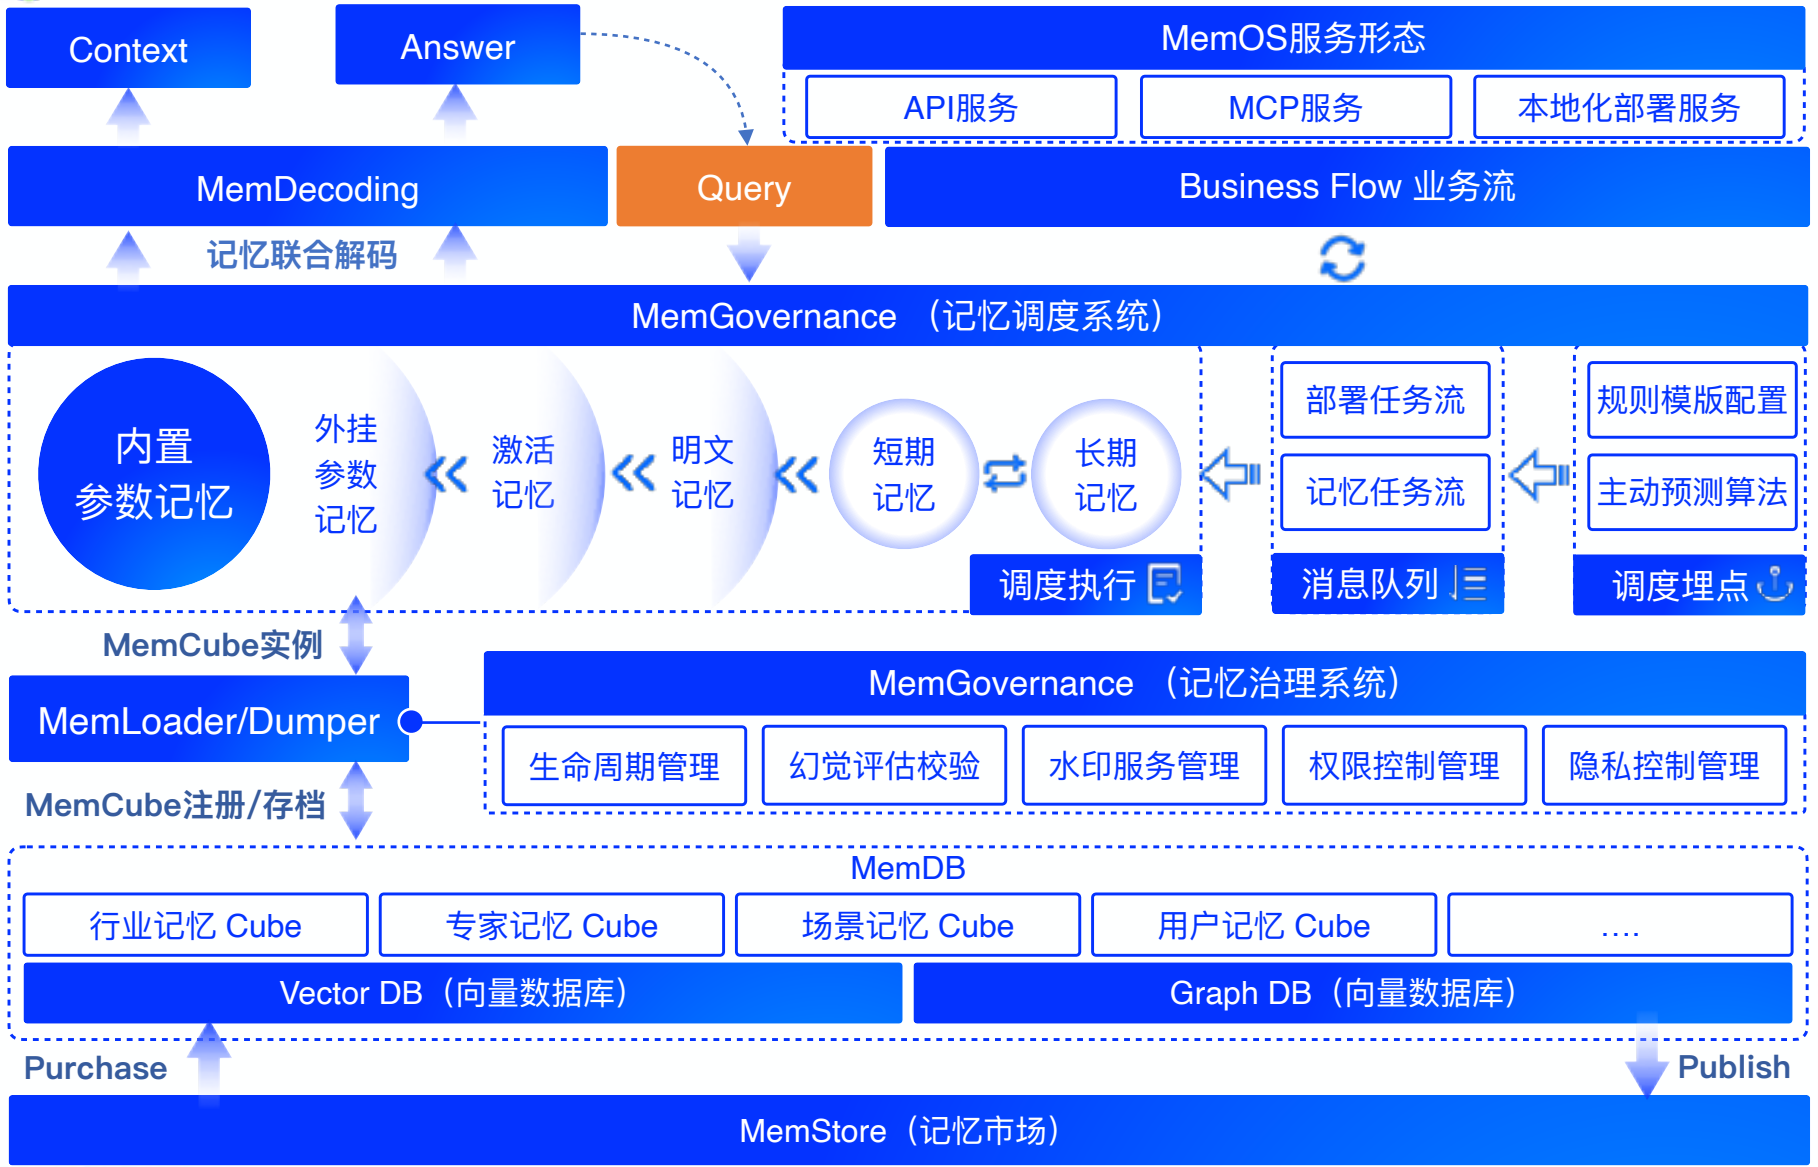 Context
Answer
MemOS服务形态
API服务
MCP服务
本地化部署服务
MemDecoding
Query
Business Flow 业务流
记忆联合解码
MemGovernance （记忆调度系统）
内置
参数记忆
外挂
参数
记忆
激活
记忆
明文
记忆
短期
记忆
长期
记忆
部署任务流
记忆任务流
规则模版配置
主动预测算法
调度执行
消息队列
调度埋点
MemCube实例
MemLoader/Dumper
MemGovernance （记忆治理系统）
生命周期管理
幻觉评估校验
水印服务管理
权限控制管理
隐私控制管理
MemCube注册/存档
MemDB
行业记忆 Cube
专家记忆 Cube
场景记忆 Cube
用户记忆 Cube
....
Vector DB（向量数据库）
Graph DB（向量数据库）
Purchase
Publish
MemStore（记忆市场）